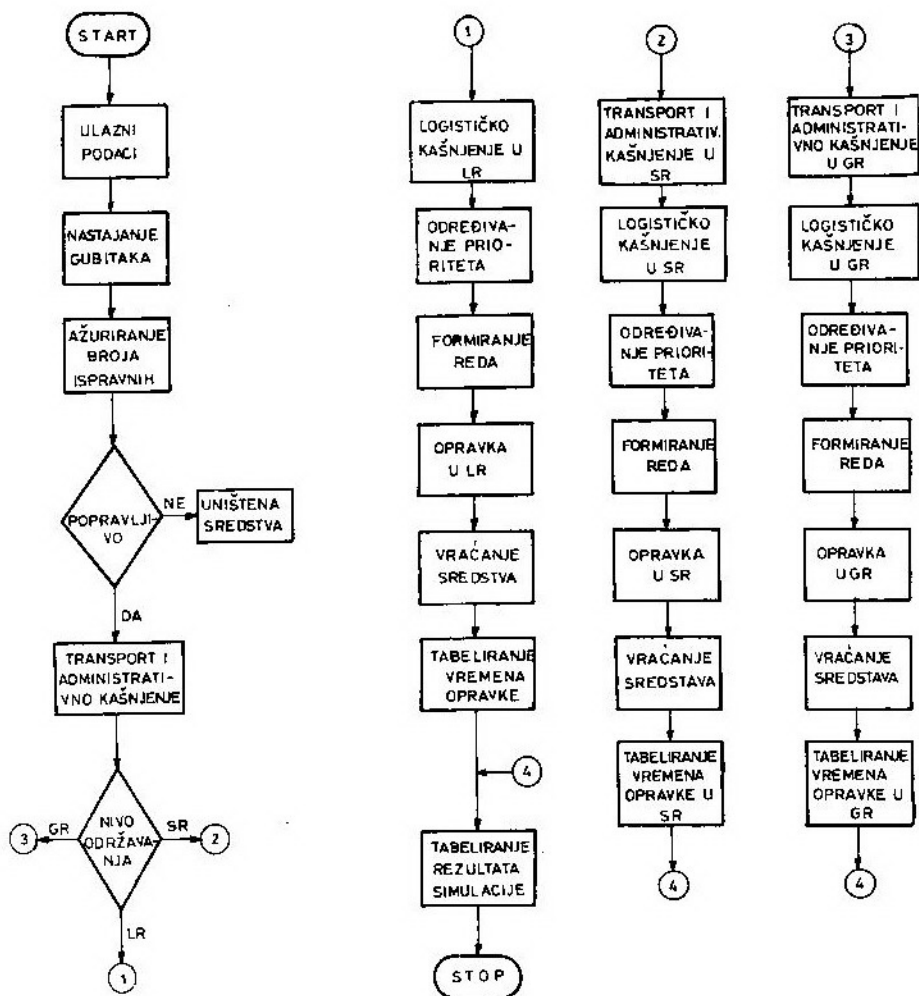 START
ULAZNI
PODACI
NASTAJANJE
GUBITAKA
AŽURIRANJE
BROJA
ISPRAVNIH
POPRAVLJI-
VO
NE
UNIŠTENA
SREDSTVA
DA
TRANSPORT I
ADMINISTRATI-
VNO KAŠNJENJE
NIVO
ODRŽAVA-
NJA
GR
3
SR
2
LR
1
1
LOGISTIČKO
KAŠNJENJE U
LR
ODREĐIVA-
NJE PRIO-
RITETA
FORMIRANJE
REDA
OPRAVKA
U LR
VRAĆANJE
SREDSTVA
TABELIRANJE
VREMENA
OPRAVKE
4
TABELIRANJE
REZULTATA
SIMULACIJE
STOP
2
TRANSPORT I
ADMINISTRATIV.
KAŠNJENJE U
SR
LOGISTIČKO
KAŠNJENJE
U SR
ODREĐIVA-
NJE PRIORI-
TETA
FORMIRANJE
REDA
OPRAVKA
U SR
VRAĆANJE
SREDSTAVA
TABELIRANJE
VREMENA
OPRAVKE U
SR
4
3
TRANSPORT I
ADMINISTRATI-
VNO KAŠNJENJE
U GR
LOGISTIČKO
KAŠNJENJE
U GR
ODREĐIVA-
NJE PRIORI-
TETA
FORMIRANJE
REDA
OPRAVKA
U GR
VRAĆANJE
SREDSTAVA
TABELIRANJE
VREMENA
OPRAVKE U
GR
4